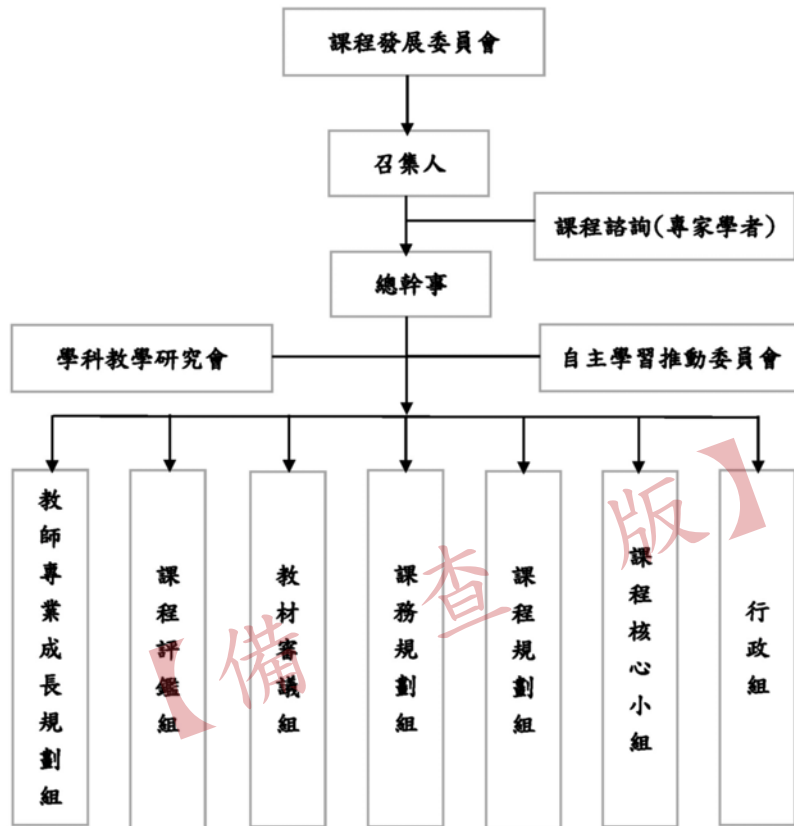 課程發展委員會
召集人
課程諮詢(專家學者)
總幹事
學科教學研究會
自主學習推動委員會
教師專業成長規劃組
課程評鑑組
教材審議組
課務規劃組
課程規劃組
課程核心小組
行政組
【備查版】